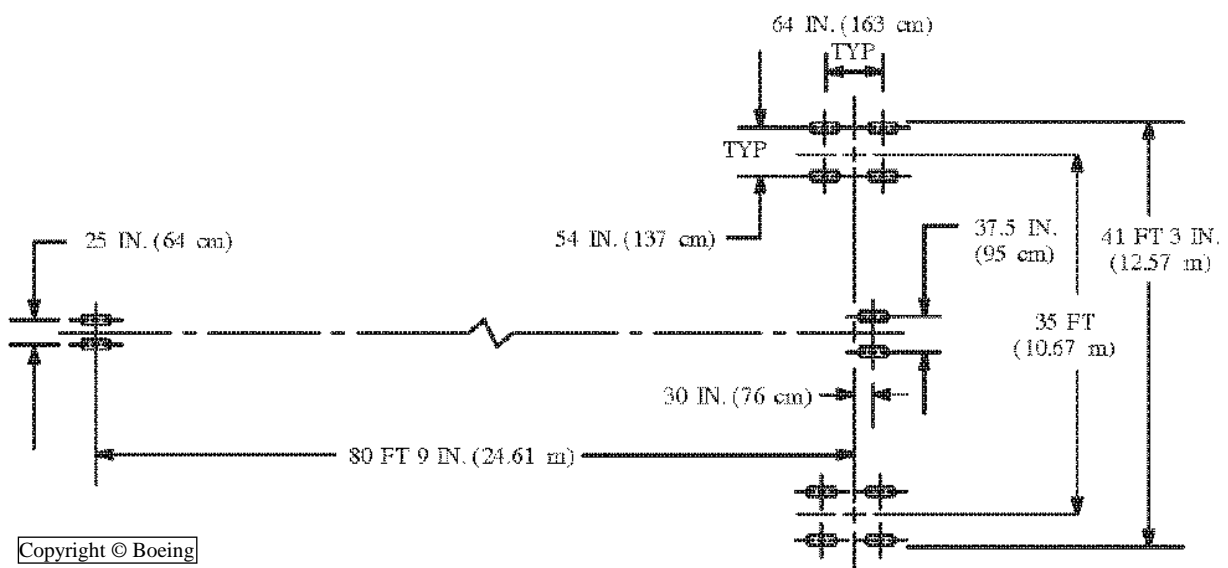 64 IN. (163 cm)
TYP
TYP
25 IN. (64 cm)
54 IN. (137 cm)
37.5 IN.
(95 cm)
41 FT 3 IN.
(12.57 m)
35 FT
(10.67 m)
30 IN. (76 cm)
80 FT 9 IN. (24.61 m)
Copyright © Boeing